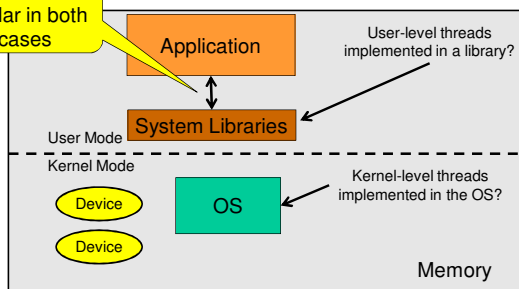 lar in both
cases
Application
User-level threads
implemented in a library?
System Libraries
User Mode
Kernel Mode
Kernel-level threads
implemented in the OS?
Device
OS
Device
Memory